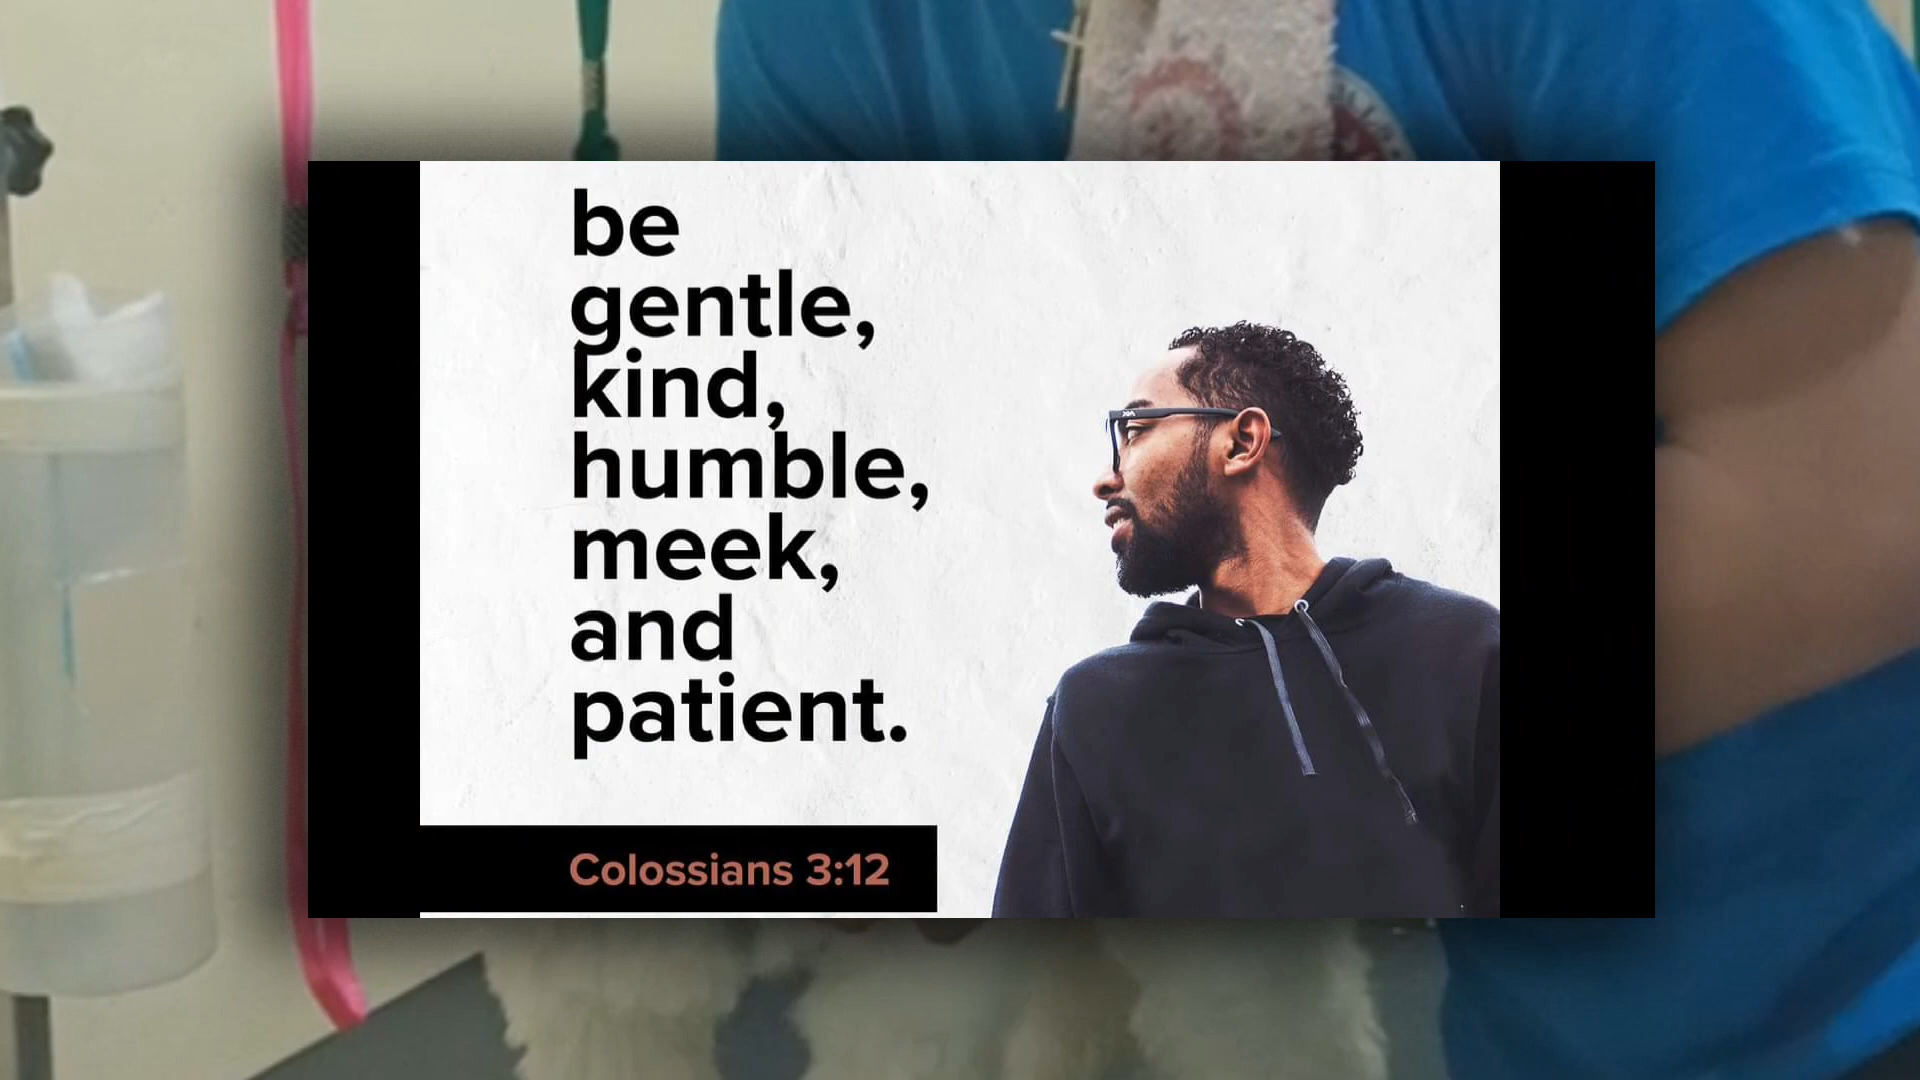 be
gentle,
kind,
humble,
meek,
and
patient.
Colossians 3:12